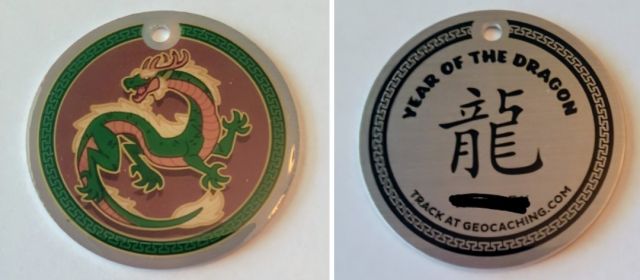 YEAR OF THE DRAGON
龍
TRACK AT GEOCACHING.COM